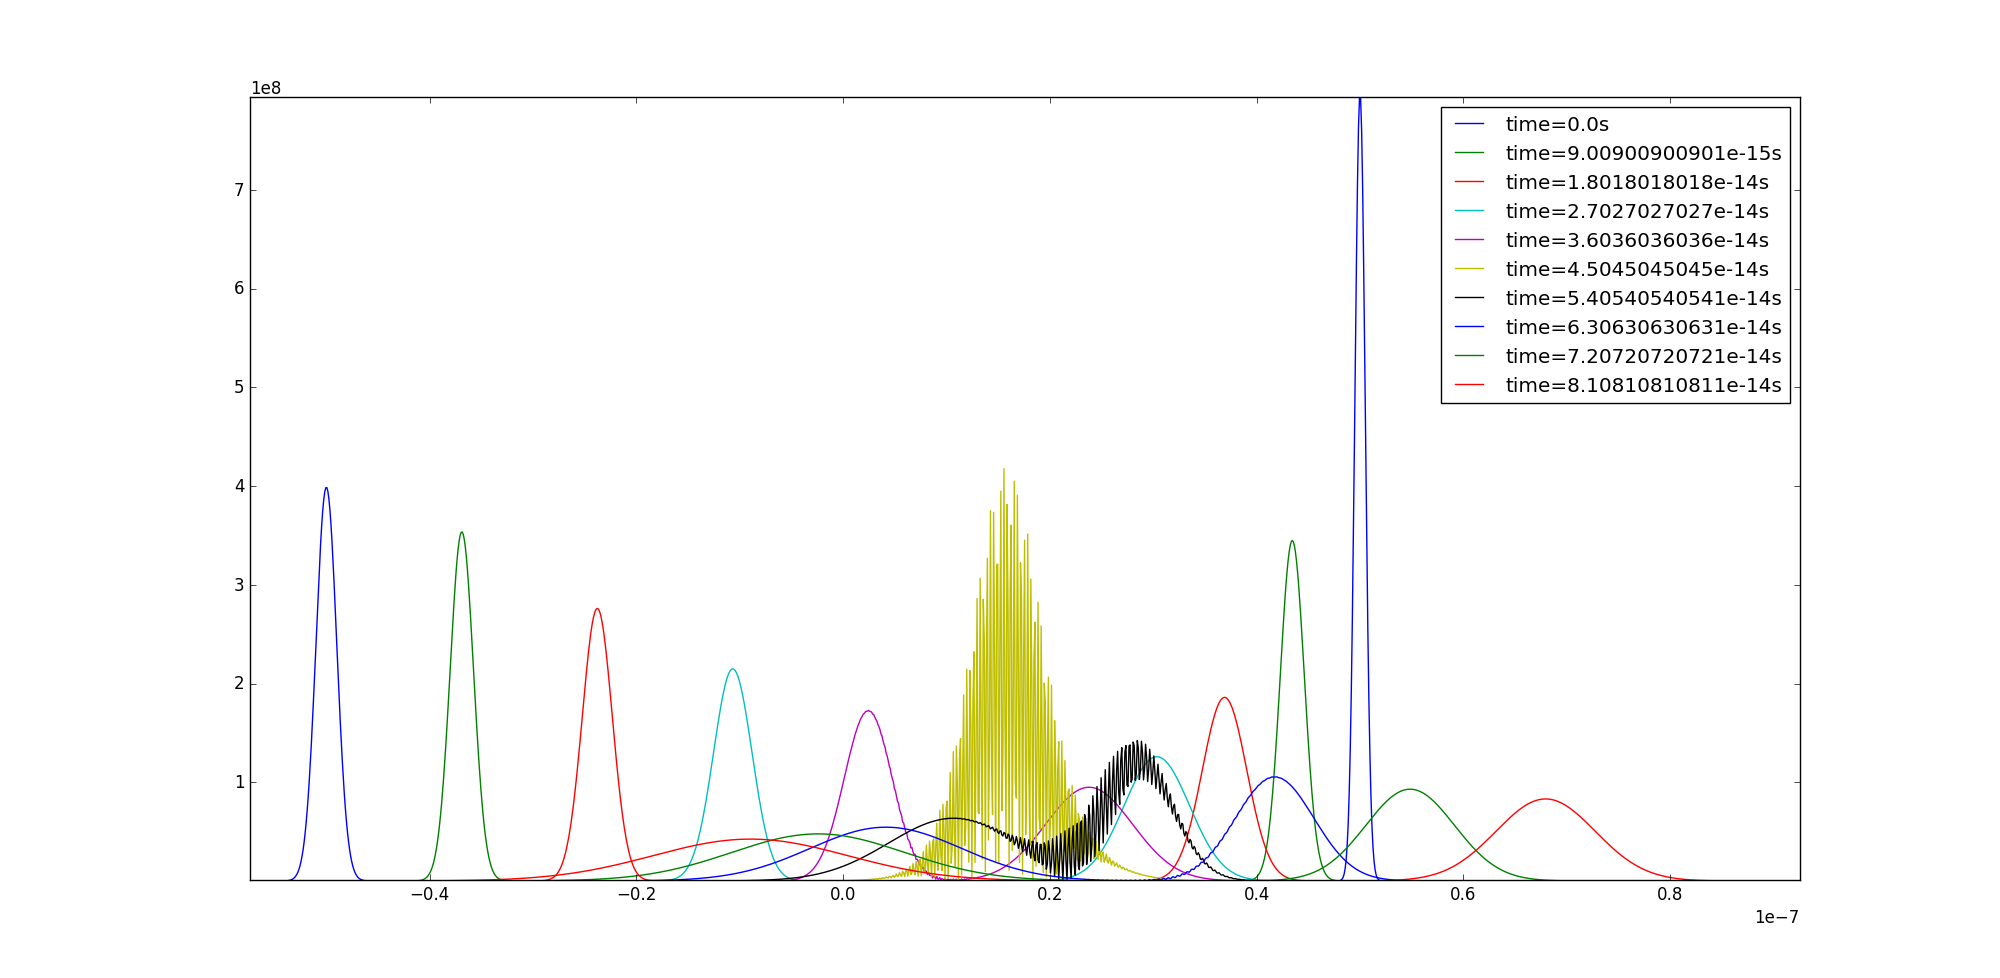 1e8
time=0.0s
time=9.00900900901e-15s
time=1.8018018018e-14s
time=2.7027027027e-14s
time=3.6036036036e-14s
time=4.5045045045e-14s
time=5.40540540541e-14s
time=6.30630630631e-14s
time=7.20720720721e-14s
time=8.10810810811e-14s
7
6
5
4
3
2
1
−0.4 −0.2 0.0 0.2 0.4 0.6 0.8
1e−7